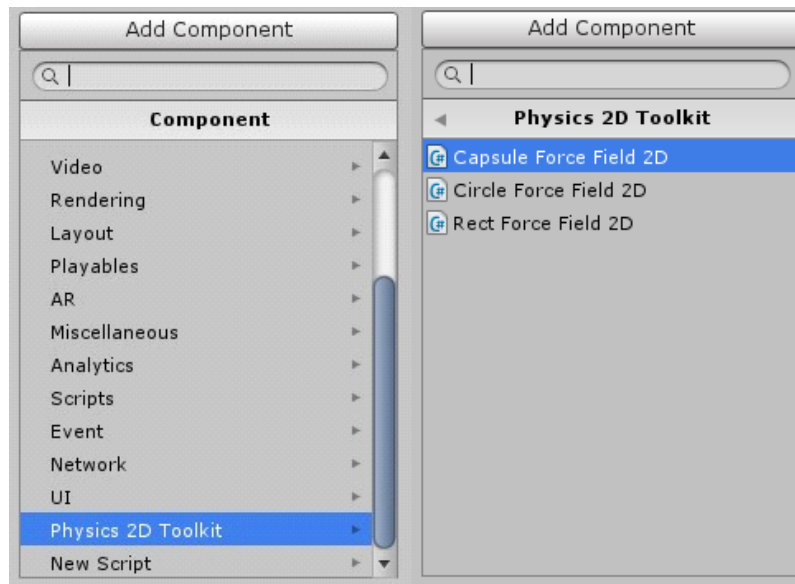 Add Component
Component
Video
Rendering
Layout
Playables
AR
Miscellaneous
Analytics
Scripts
Event
Network
UI
Physics 2D Toolkit
New Script
Add Component
Physics 2D Toolkit
Capsule Force Field 2D
Circle Force Field 2D
Rect Force Field 2D